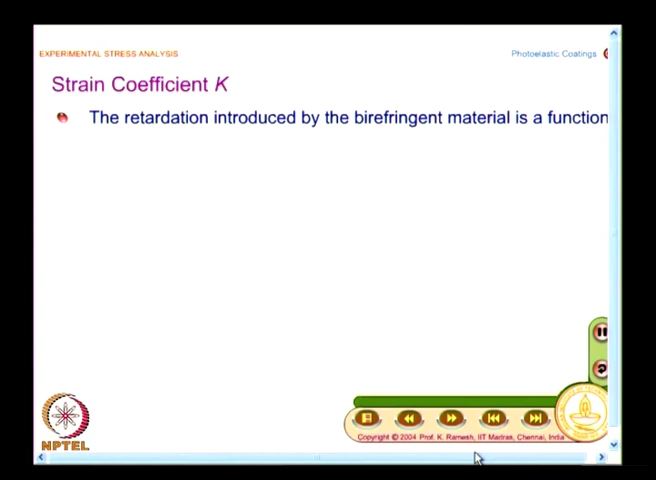 EXPERIMENTAL STRESS ANALYSIS
Photoelastic Coatings
Strain Coefficient K
The retardation introduced by the birefringent material is a function
NPTEL
Copyright © 2004 Prof. K. Ramesh, IIT Madras, Chennai, India